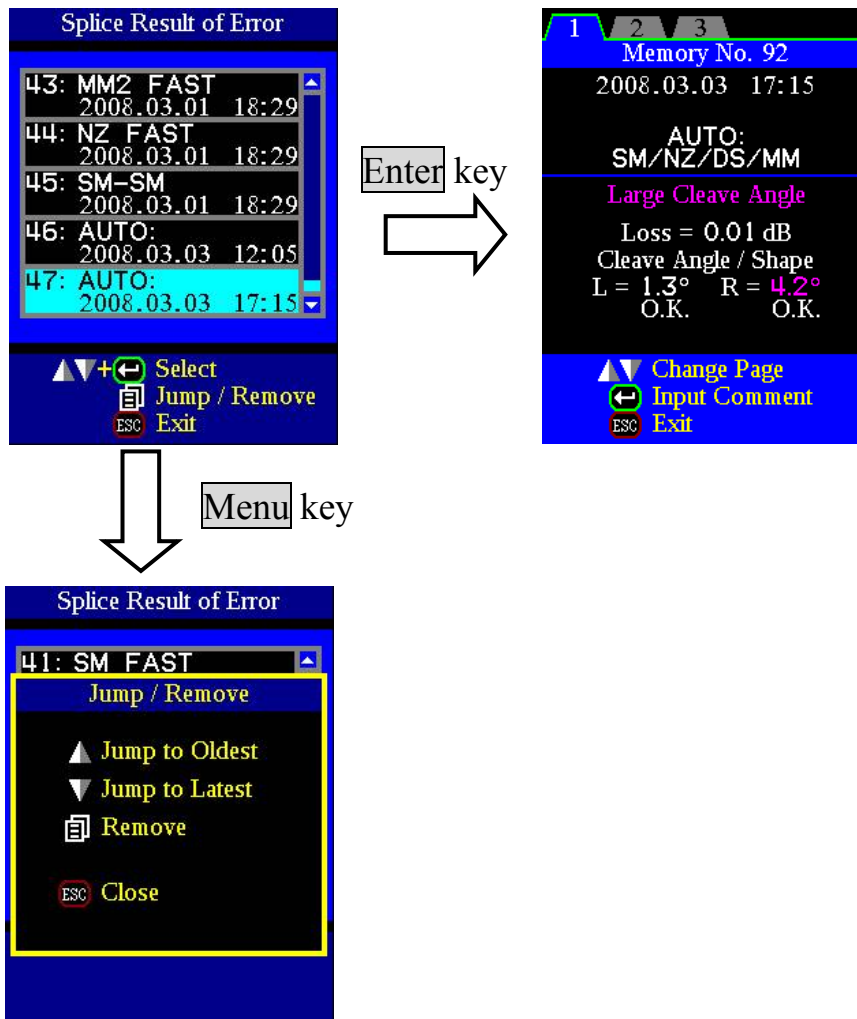 Splice Result of Error
43: MM2 FAST
2008.03.01 18:29
44: NZ FAST
2008.03.01 18:29
45: SM-SM
2008.03.01 18:29
46: AUTO:
2008.03.03 12:05
47: AUTO:
2008.03.03 17:15
+ Select
Jump / Remove
ESC Exit
Enter key
1 2 3
Memory No. 92
2008.03.03 17:15
AUTO:
SM/NZ/DS/MM
Large Cleave Angle
Loss = 0.01 dB
Cleave Angle / Shape
L = 1.3° R = 4.2°
O.K. O.K.
Change Page
Input Comment
ESC Exit
Menu key
Splice Result of Error
41: SM FAST
Jump / Remove
Jump to Oldest
Jump to Latest
Remove
ESC Close